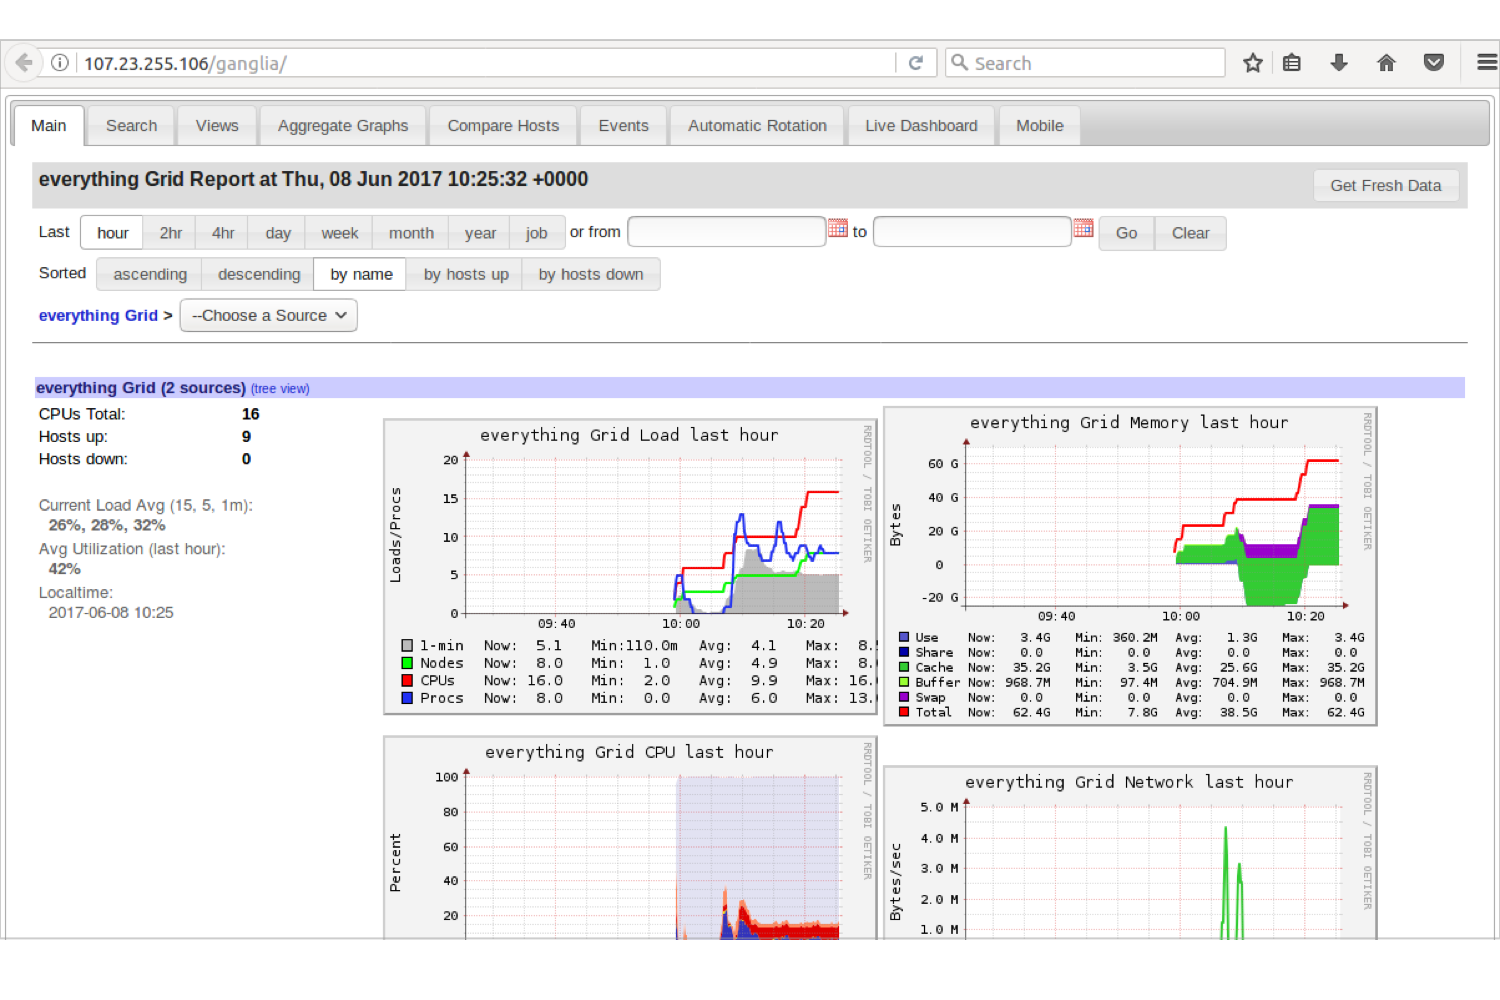 107.23.255.106/ganglia/
Search
Main Search Views Aggregate Graphs Compare Hosts Events Automatic Rotation Live Dashboard Mobile
everything Grid Report at Thu, 08 Jun 2017 10:25:32 +0000
Get Fresh Data
Last hour 2hr 4hr day week month year job or from to Go Clear
Sorted ascending descending by name by hosts up by hosts down
everything Grid > --Choose a Source
everything Grid (2 sources) (tree view)
CPUs Total: 16
Hosts up: 9
Hosts down: 0
Current Load Avg (15, 5, 1m):
26%, 28%, 32%
Avg Utilization (last hour):
42%
Localtime:
2017-06-08 10:25
everything Grid Load last hour
RRDTOOL / TOBI OETIKER
Loads/Procs
20
15
10
5
0
09:40 10:00 10:20
1-min Now: 5.1 Min:110.0m Avg: 4.1 Max: 8.
Nodes Now: 8.0 Min: 1.0 Avg: 4.9 Max: 8.
CPUs Now: 16.0 Min: 2.0 Avg: 9.9 Max: 16.
Procs Now: 8.0 Min: 0.0 Avg: 6.0 Max: 13.
everything Grid Memory last hour
RRDTOOL / TOBI OETIKER
Bytes
60 G
40 G
20 G
0
-20 G
09:40 10:00 10:20
Use Now: 3.4G Min: 360.2M Avg: 1.3G Max: 3.4G
Share Now: 0.0 Min: 0.0 Avg: 0.0 Max: 0.0
Cache Now: 35.2G Min: 3.5G Avg: 25.6G Max: 35.2G
Buffer Now: 968.7M Min: 97.4M Avg: 704.9M Max: 968.7M
Swap Now: 0.0 Min: 0.0 Avg: 0.0 Max: 0.0
Total Now: 62.4G Min: 7.8G Avg: 38.5G Max: 62.4G
everything Grid CPU last hour
RRDTOOL / TOBI OETIKER
Percent
100
80
60
40
20
everything Grid Network last hour
RRDTOOL / TOBI OETIKER
Bytes/sec
5.0 M
4.0 M
3.0 M
2.0 M
1.0 M